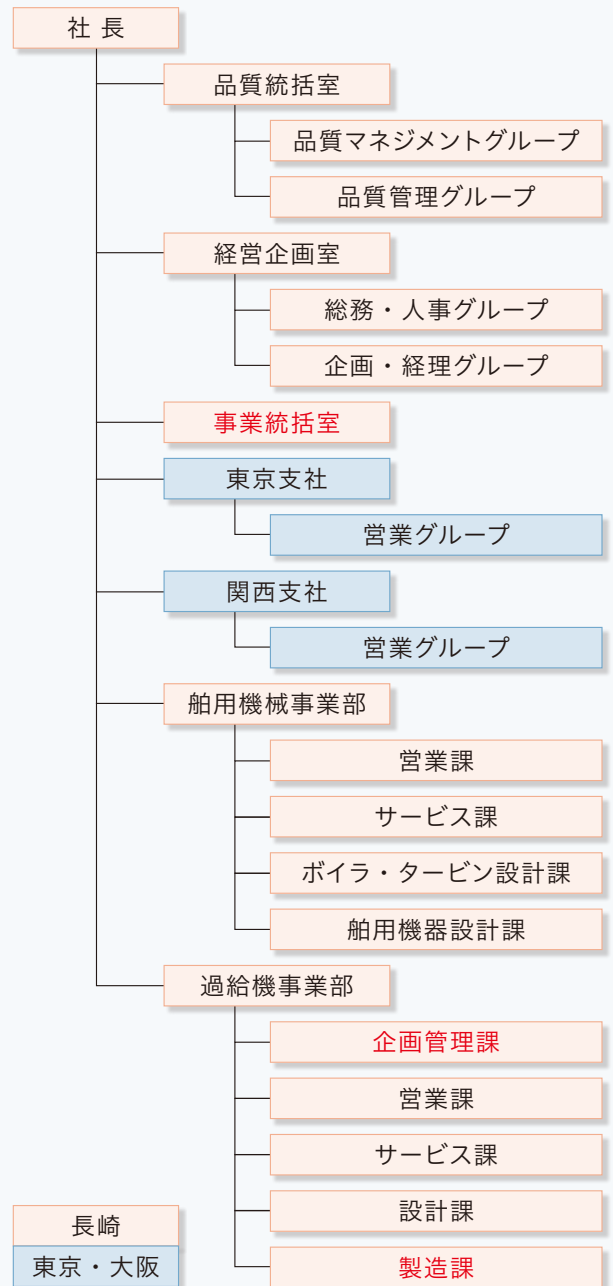 社長
品質統括室
品質マネジメントグループ
品質管理グループ
経営企画室
総務・人事グループ
企画・経理グループ
事業統括室
東京支社
営業グループ
関西支社
営業グループ
舶用機械事業部
営業課
サービス課
ボイラ・タービン設計課
舶用機器設計課
過給機事業部
企画管理課
営業課
サービス課
設計課
製造課
長崎
東京・大阪